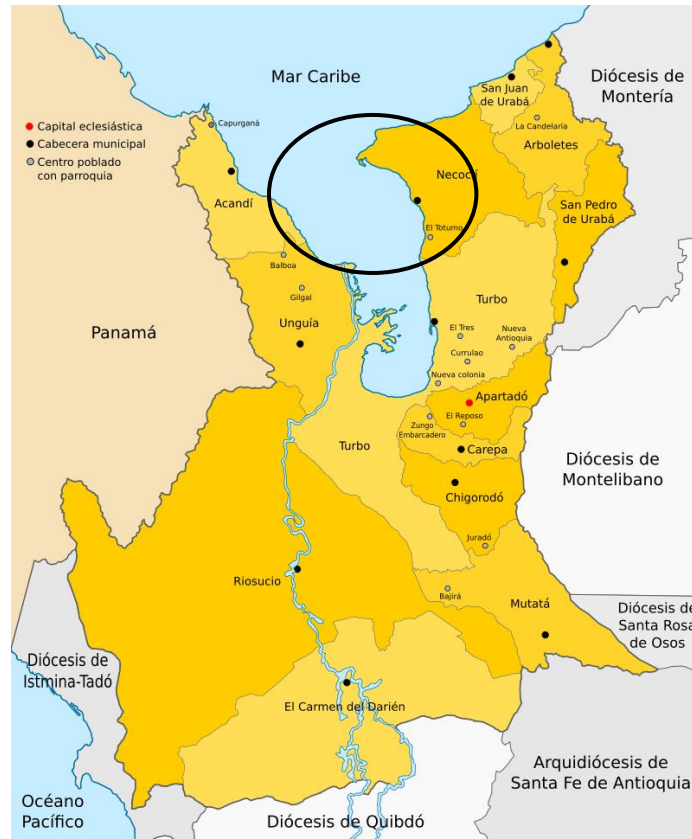 Mar Caribe
Diócesis de
Montería
San Juan
de Urabá
Capital eclesiástica
Cabecera municipal
Centro poblado
con parroquia
Capurganá
La Candelaria
Arboletes
Necoclí
Acandí
San Pedro
de Urabá
El Totumo
Balboa
Gilgal
Turbo
Panamá
Unguía
El Tres
Nueva
Antioquia
Currulao
Nueva colonia
Apartadó
El Reposo
Zungo
Embarcadero
Turbo
Carepa
Diócesis de
Montelibano
Chigorodó
Juradó
Riosucio
Bajirá
Mutatá
Diócesis de
Santa Rosa
de Osos
Diócesis de
Istmina-Tadó
El Carmen del Darién
Arquidiócesis de
Santa Fe de Antioquia
Océano
Pacífico
Diócesis de Quibdó